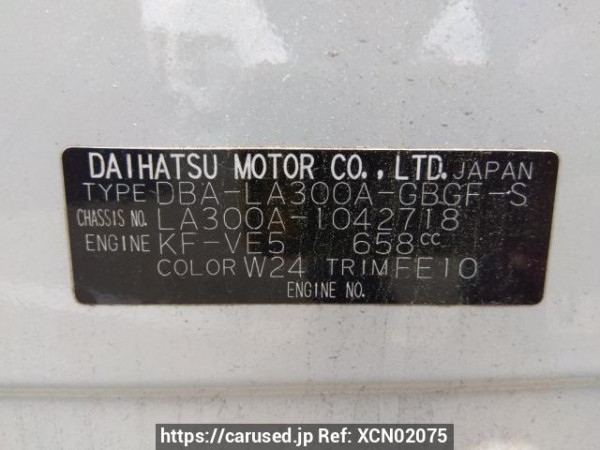 DAIHATSU MOTOR CO., LTD. JAPAN
TYPE DBA-LA300A-GBGF-S
CHASSIS NO. LA300A-1042718
ENGINE KF-VE5 658cc
COLOR W24 TRIM FE10
ENGINE NO.
https://carused.jp Ref: XCN02075